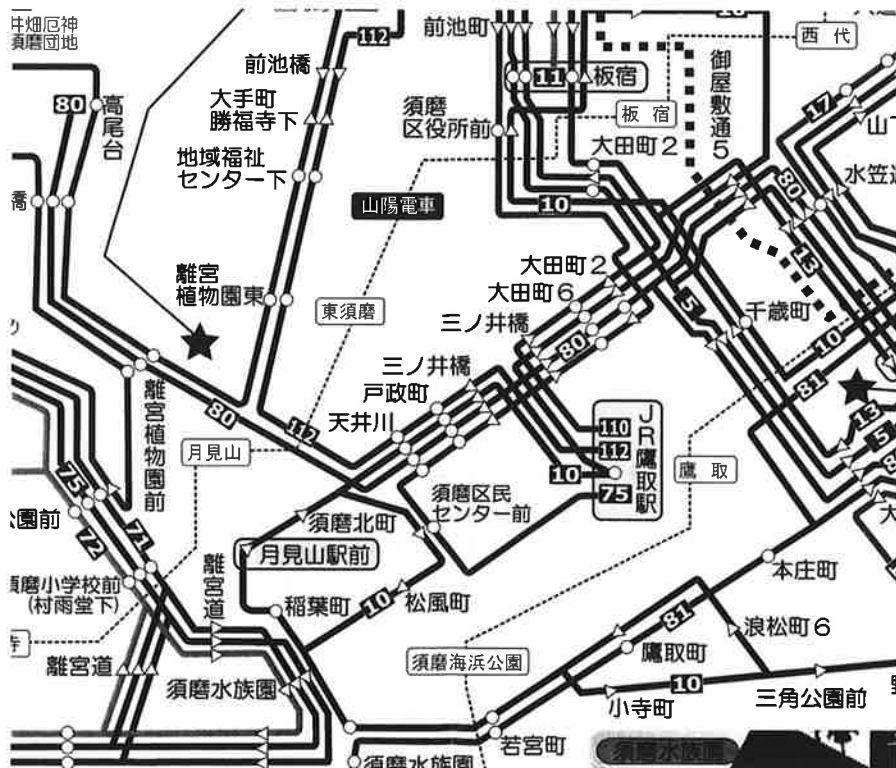 井畑厄神
須磨団地
112
前池町
西代
前池橋
11
板宿
80
高尾台
大手町
勝福寺下
須磨
区役所前
板宿
御屋敷通5
17
大田町2
地域福祉
センター下
80
水笠通
橋
山陽電車
10
13
大田町2
離宮
植物園東
大田町6
5
東須磨
三ノ井橋
千歳町
80
10
三ノ井橋
81
戸政町
80
112
天井川
13
5
離宮植物園前
月見山
110
112
10
75
JR鷹取駅
鷹取
75
須磨区民
センター前
公園前
72
71
須磨北町
月見山駅前
本庄町
須磨小学校前
(村雨堂下)
離宮道
稲葉町
10
松風町
81
浪松町6
寺
離宮道
須磨海浜公園
鷹取町
須磨水族園
10
三角公園前
小寺町
若宮町
須磨水族園
須磨水族園